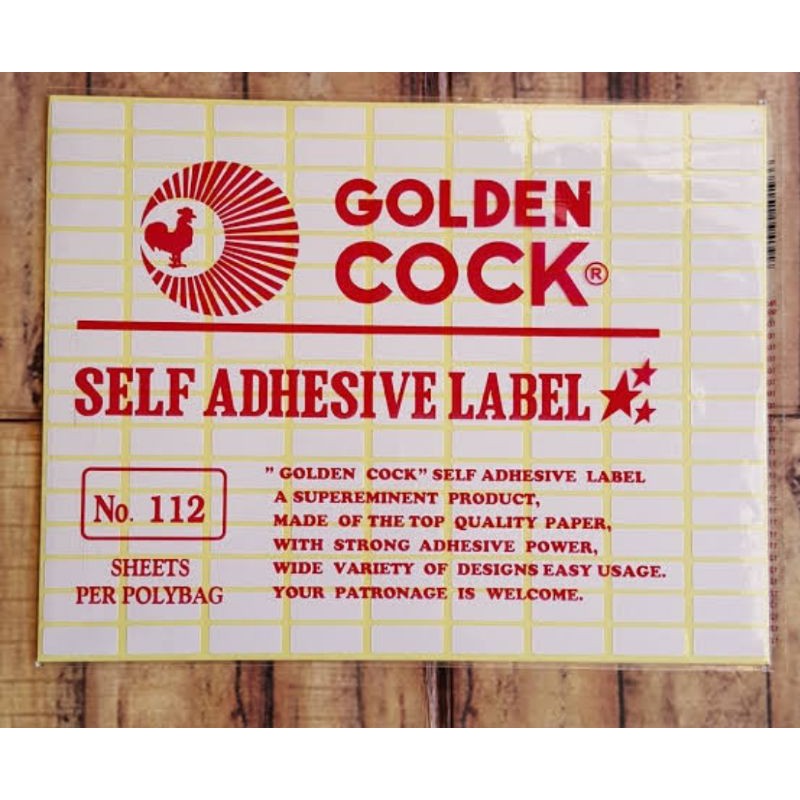 GOLDEN
COCK®
SELF ADHESIVE LABEL
No. 112
SHEETS
PER POLYBAG
" GOLDEN COCK" SELF ADHESIVE LABEL
A SUPEREMINENT PRODUCT,
MADE OF THE TOP QUALITY PAPER,
WITH STRONG ADHESIVE POWER,
WIDE VARIETY OF DESIGNS EASY USAGE.
YOUR PATRONAGE IS WELCOME.